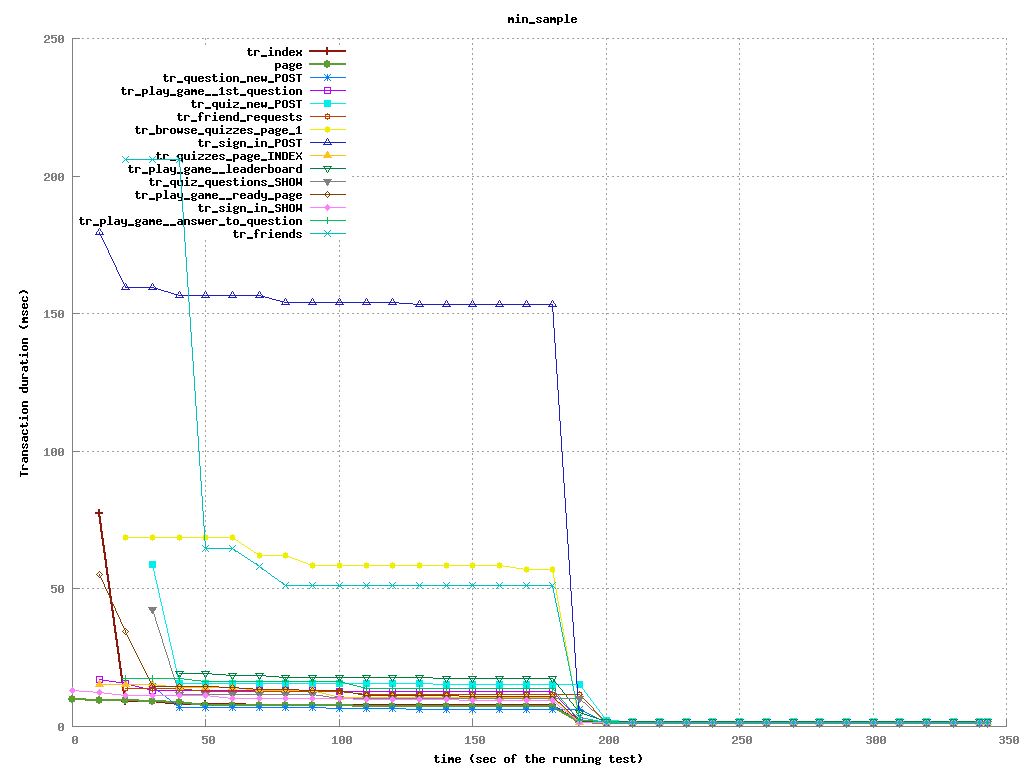 min_sample
250
200
150
100
50
0
Transaction duration (msec)
tr_index
page
tr_question_new_POST
tr_play_game__1st_question
tr_quiz_new_POST
tr_friend_requests
tr_browse_quizzes_page_1
tr_sign_in_POST
tr_quizzes_page_INDEX
tr_play_game__leaderboard
tr_quiz_questions_SHOW
tr_play_game__ready_page
tr_sign_in_SHOW
tr_play_game__answer_to_question
tr_friends
0 50 100 150 200 250 300 350
time (sec of the running test)